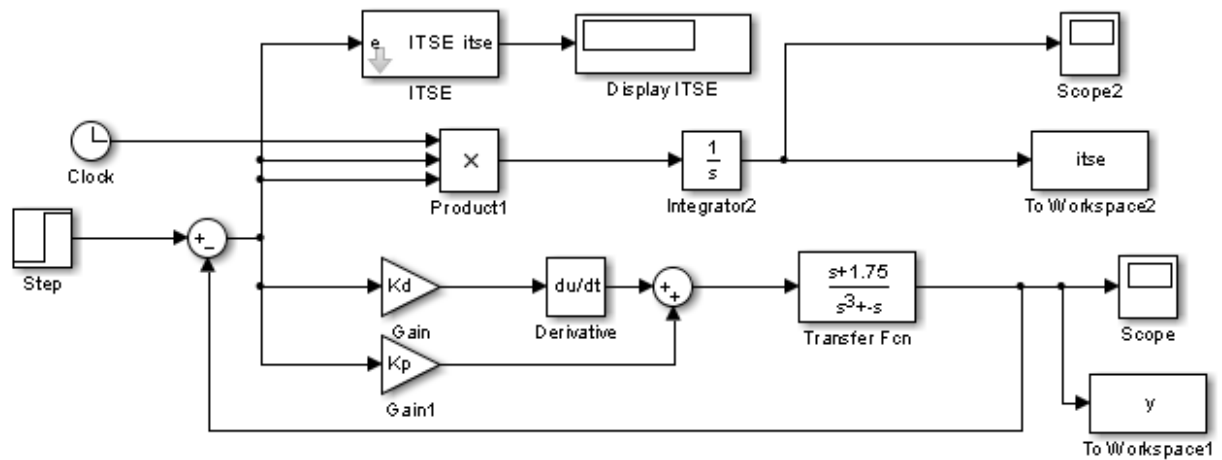 e ITSE itse
ITSE
Display ITSE
Scope2
Clock
×
Product1
1
s
Integrator2
itse
To Workspace2
Step
+
−
Kd
Gain
du/dt
Derivative
+
+
s+1.75
s3+-s
Transfer Fcn
Scope
Kp
Gain1
y
To Workspace1